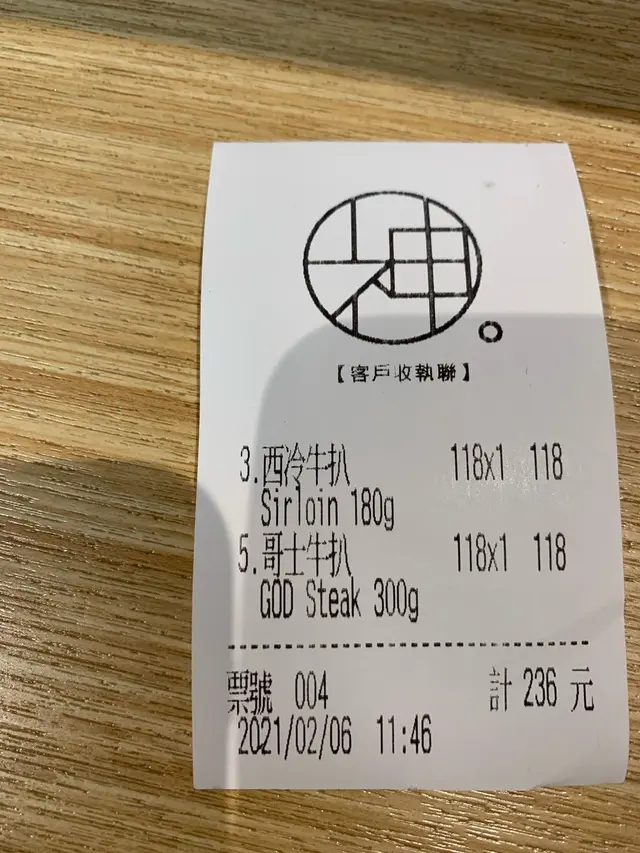 神
【客戶收執聯】
3.西冷牛扒 118x1 118
Sirloin 180g
5.哥士牛扒 118x1 118
GOD Steak 300g
票號 004 計 236 元
2021/02/06 11:46